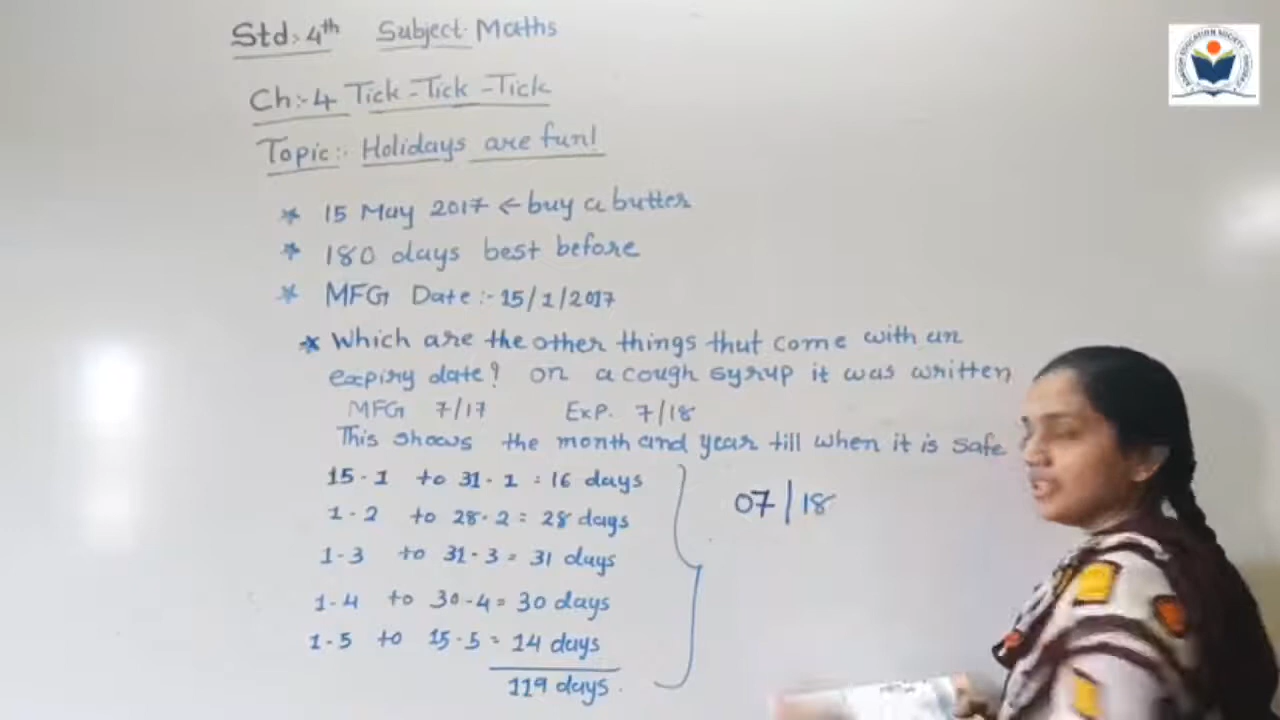 Std:- 4th Subject- Maths
Ch:-4 Tick-Tick-Tick
Topic:- Holidays are fun!
* 15 May 2017 ← buy a butter
* 180 days best before
* MFG Date :- 15/1/2017
* Which are the other things that come with an
expiry date? on a cough syrup it was written
MFG 7/17 Exp. 7/18
This shows the month and year till when it is safe
15-1 to 31-1 = 16 days
1-2 to 28-2 = 28 days
1-3 to 31-3 = 31 days
1-4 to 30-4 = 30 days
1-5 to 15-5 = 14 days
119 days.
07/18